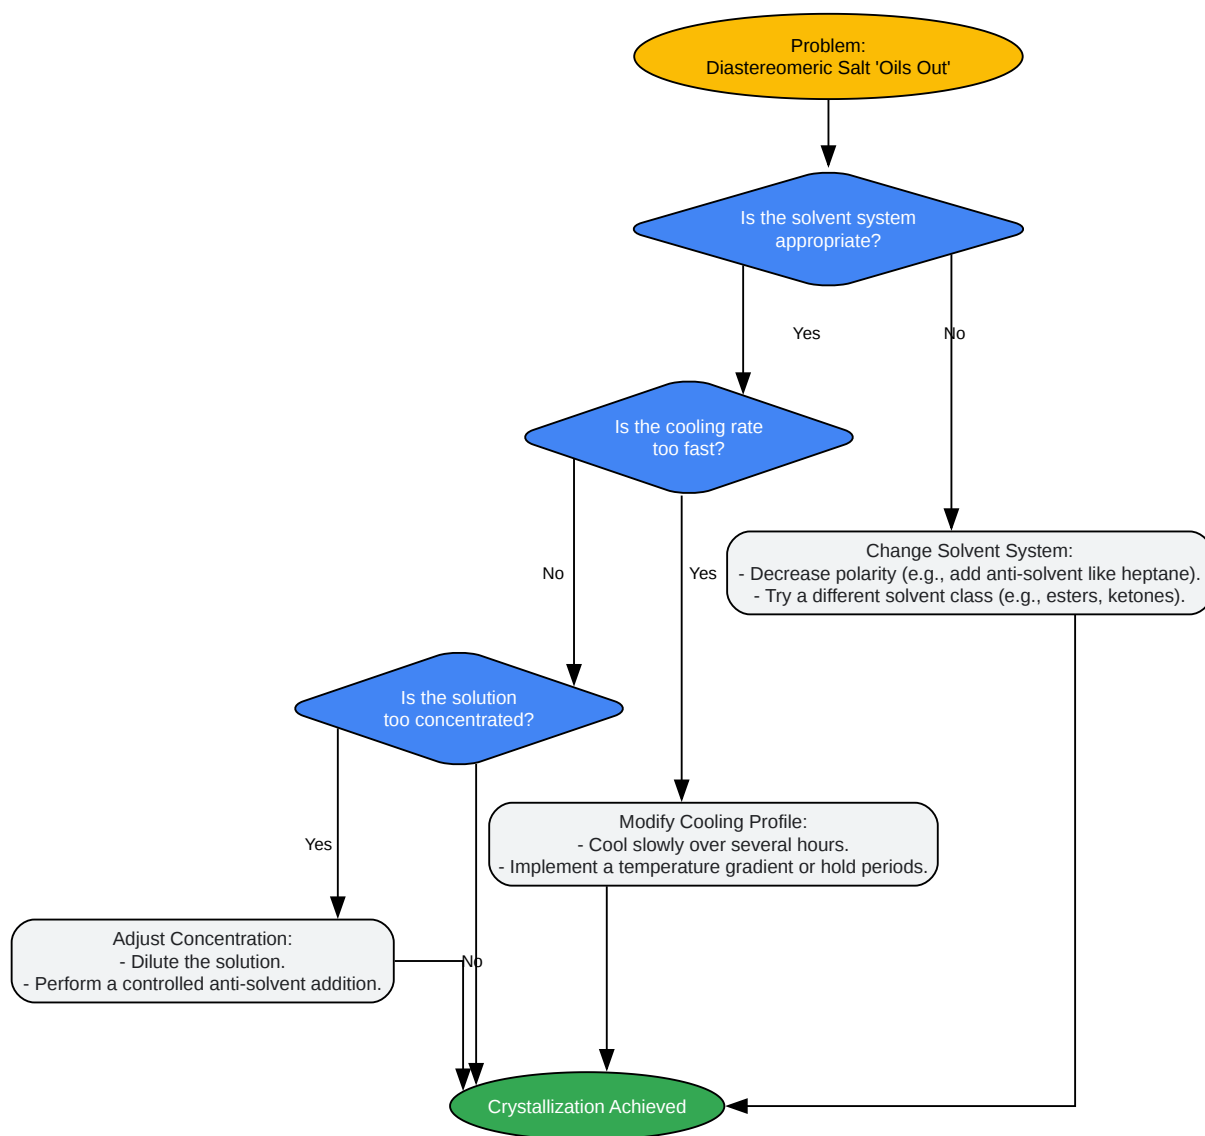 Problem:
Diastereomeric Salt 'Oils Out'
Is the solvent system
appropriate?
Yes
No
Is the cooling rate
too fast?
No
Yes
Change Solvent System:
- Decrease polarity (e.g., add anti-solvent like heptane).
- Try a different solvent class (e.g., esters, ketones).
Is the solution
too concentrated?
Yes
Modify Cooling Profile:
- Cool slowly over several hours.
- Implement a temperature gradient or hold periods.
Adjust Concentration:
- Dilute the solution.
- Perform a controlled anti-solvent addition.
No
Crystallization Achieved